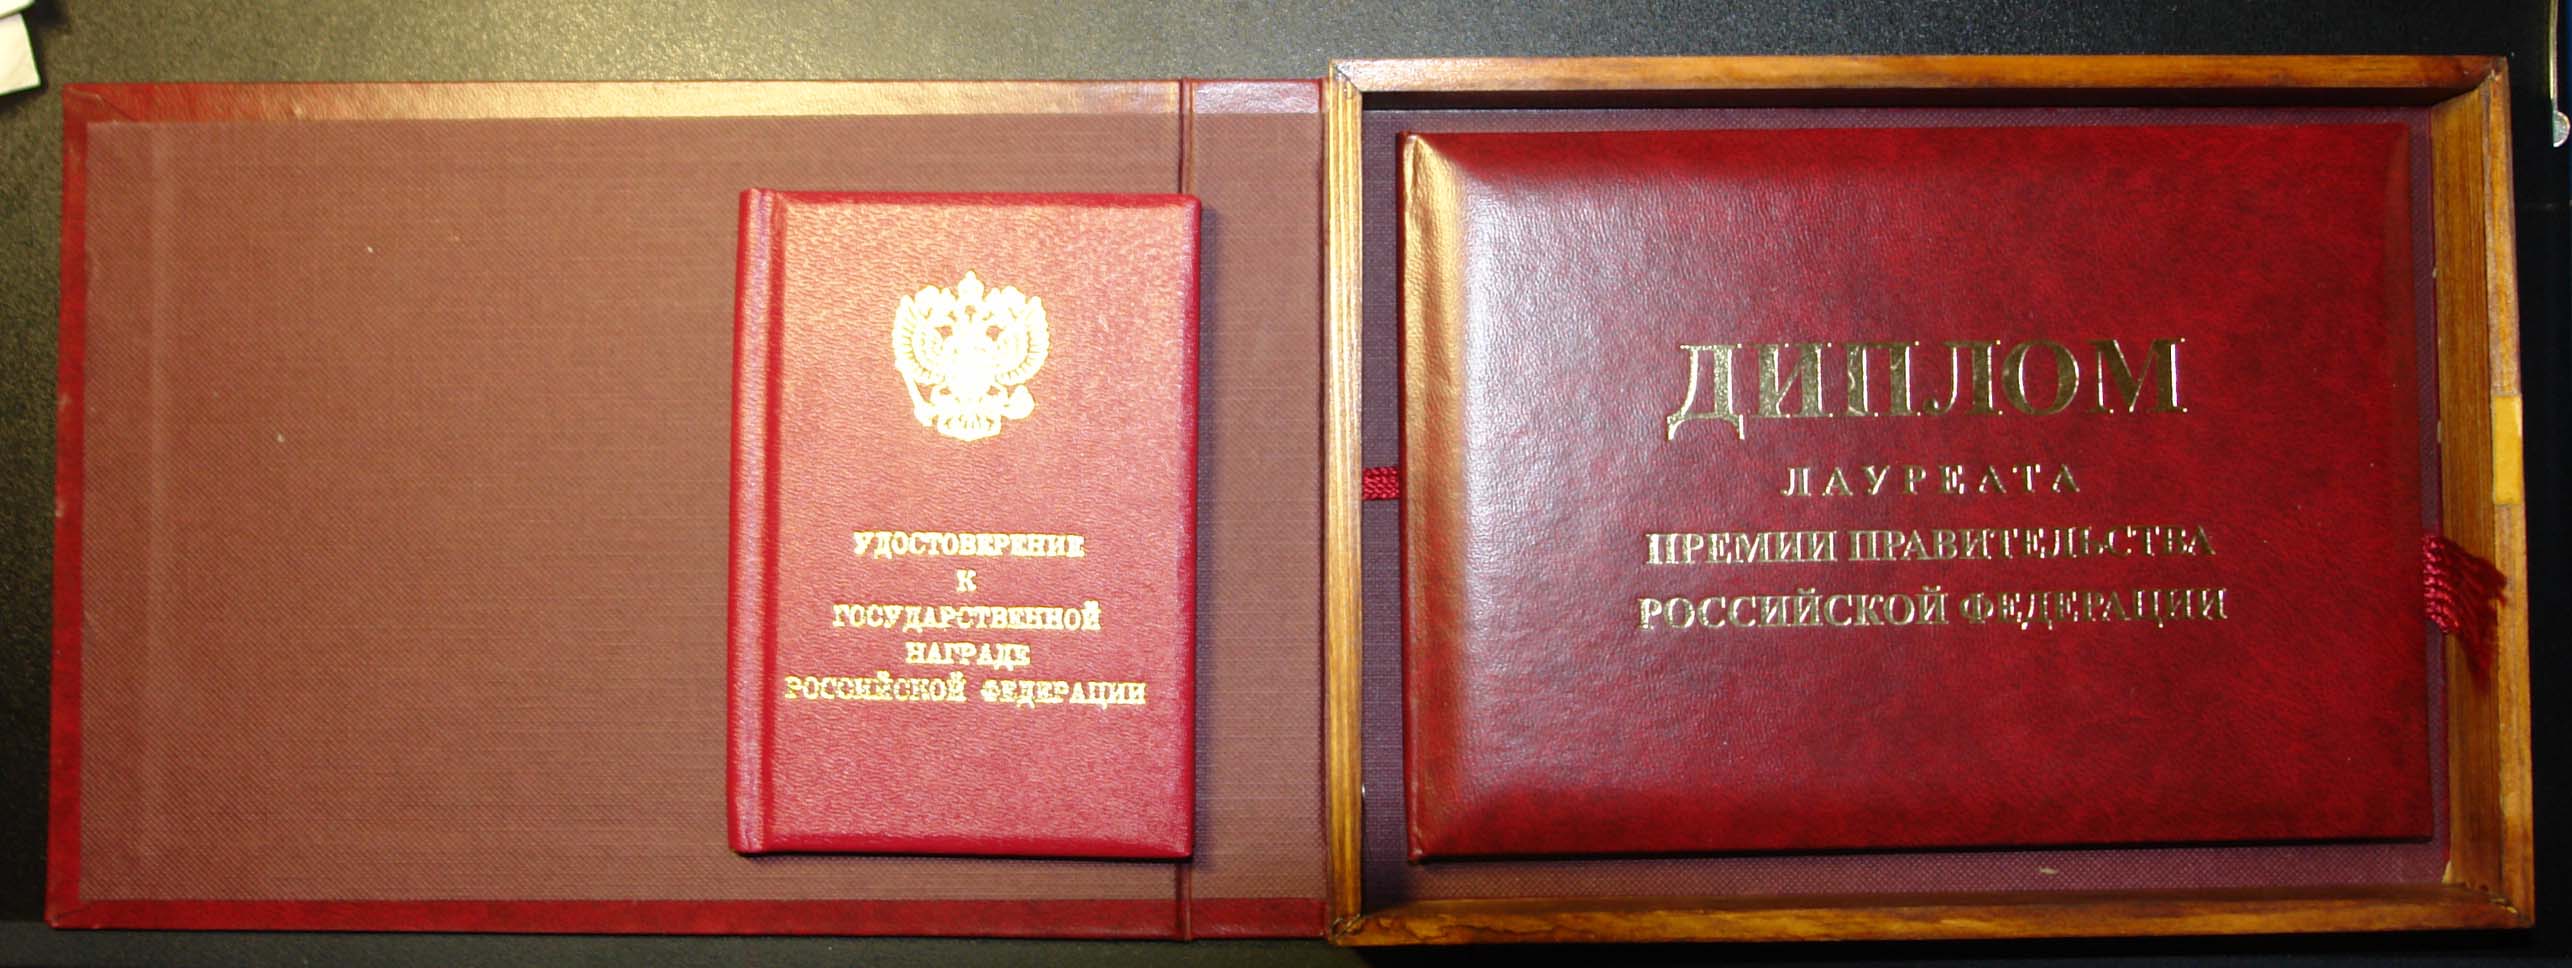 УДОСТОВЕРЕНИЕ
К
ГОСУДАРСТВЕННОЙ
НАГРАДЕ
РОССИЙСКОЙ ФЕДЕРАЦИИ
ДИПЛОМ
ЛАУРЕАТА
ПРЕМИИ ПРАВИТЕЛЬСТВА
РОССИЙСКОЙ ФЕДЕРАЦИИ